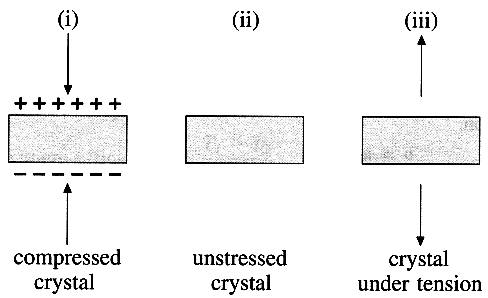 (i) (ii) (iii)
+ + + + + +
− − − − − −
compressed unstressed crystal
crystal crystal under tension